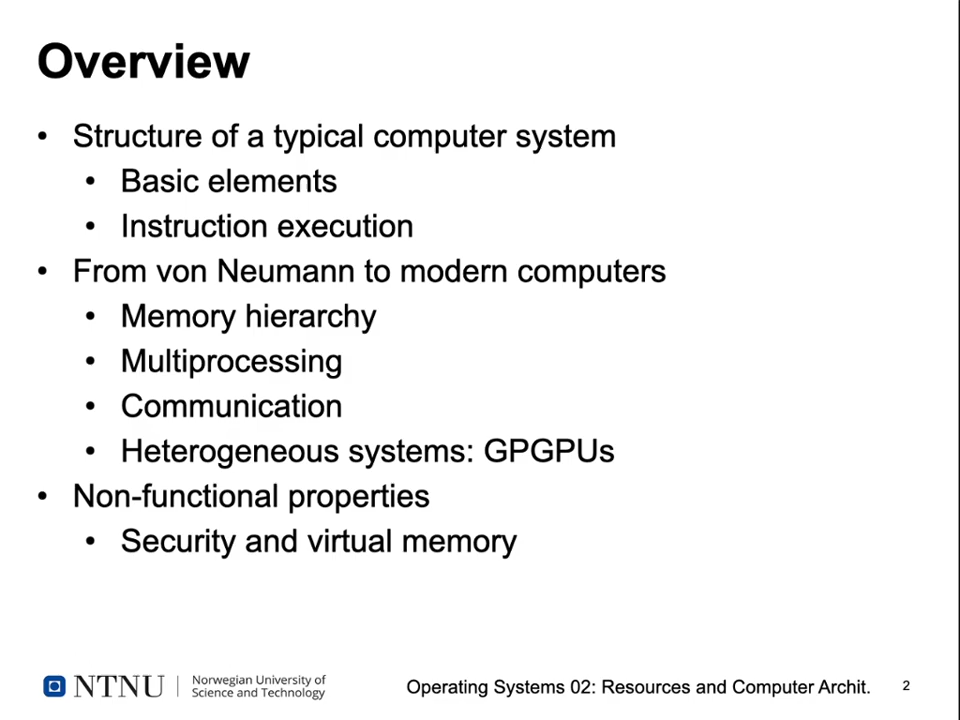 Overview
• Structure of a typical computer system
• Basic elements
• Instruction execution
• From von Neumann to modern computers
• Memory hierarchy
• Multiprocessing
• Communication
• Heterogeneous systems: GPGPUs
• Non-functional properties
• Security and virtual memory
NTNU
Norwegian University of
Science and Technology
Operating Systems 02: Resources and Computer Archit.
2